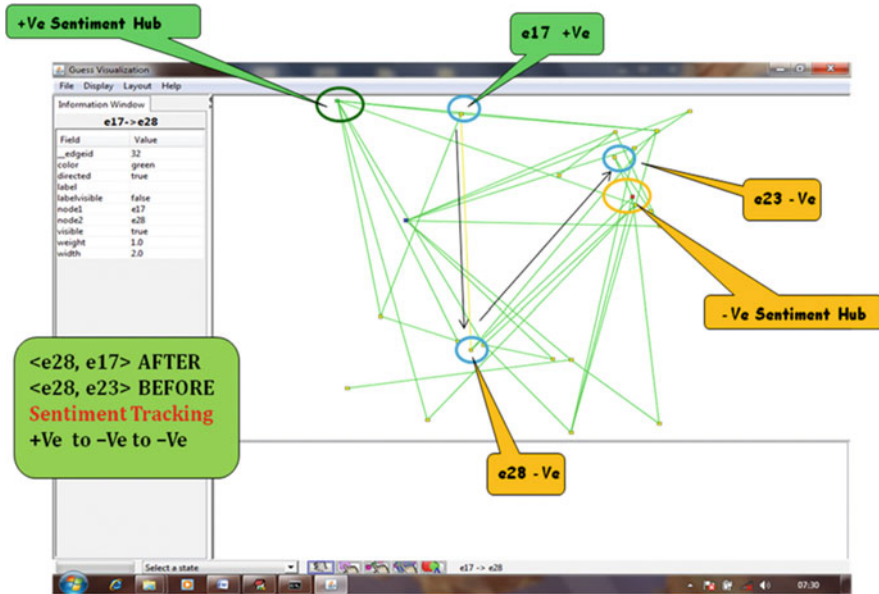 +Ve Sentiment Hub
e17 +Ve
Guess Visualization
File Display Layout Help
Information Window
e17->e28
Field Value
__edgeid 32
color green
directed true
label
labelvisible false
node1 e17
node2 e28
visible true
weight 1.0
width 2.0
e23 -Ve
-Ve Sentiment Hub
<e28, e17> AFTER
<e28, e23> BEFORE
Sentiment Tracking
+Ve to –Ve to –Ve
e28 -Ve
Select a state
e17 -> e28
07:30